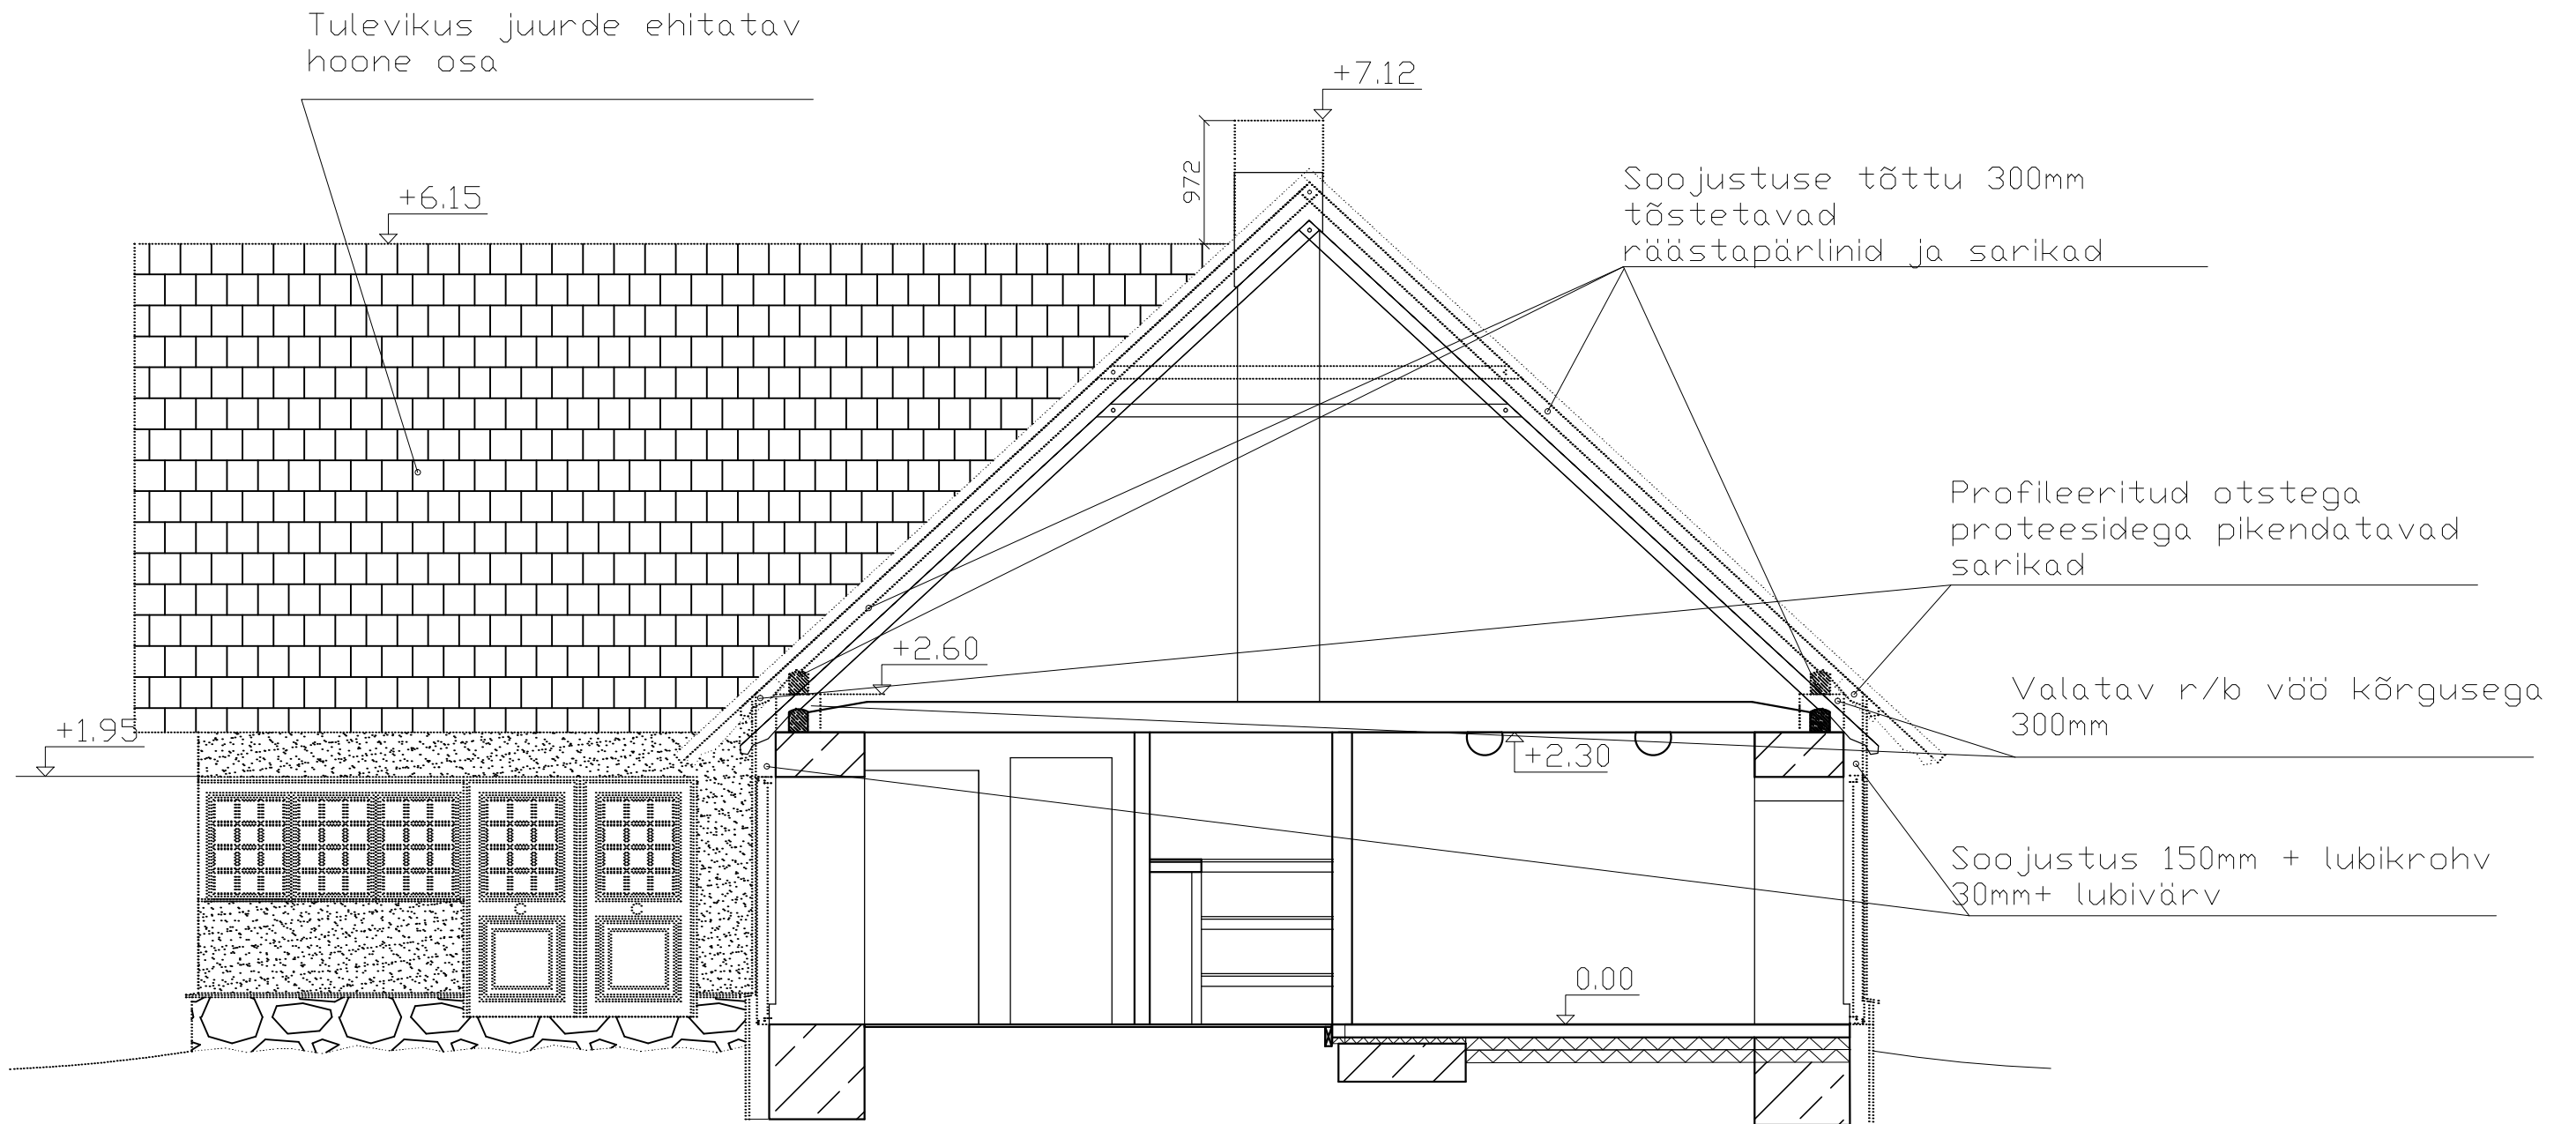 Tulevikus juurde ehitatav
hoone osa
+7.12
972
+6.15
Soojustuse tõttu 300mm
tõstetavad
räästapärlinid ja sarikad
Profileeritud otstega
proteesidega pikendatavad
sarikad
+2.60
Valatav r/b vöö kõrgusega
300mm
+1.95
+2.30
Soojustus 150mm + lubikrohv
30mm+ lubivärv
0.00